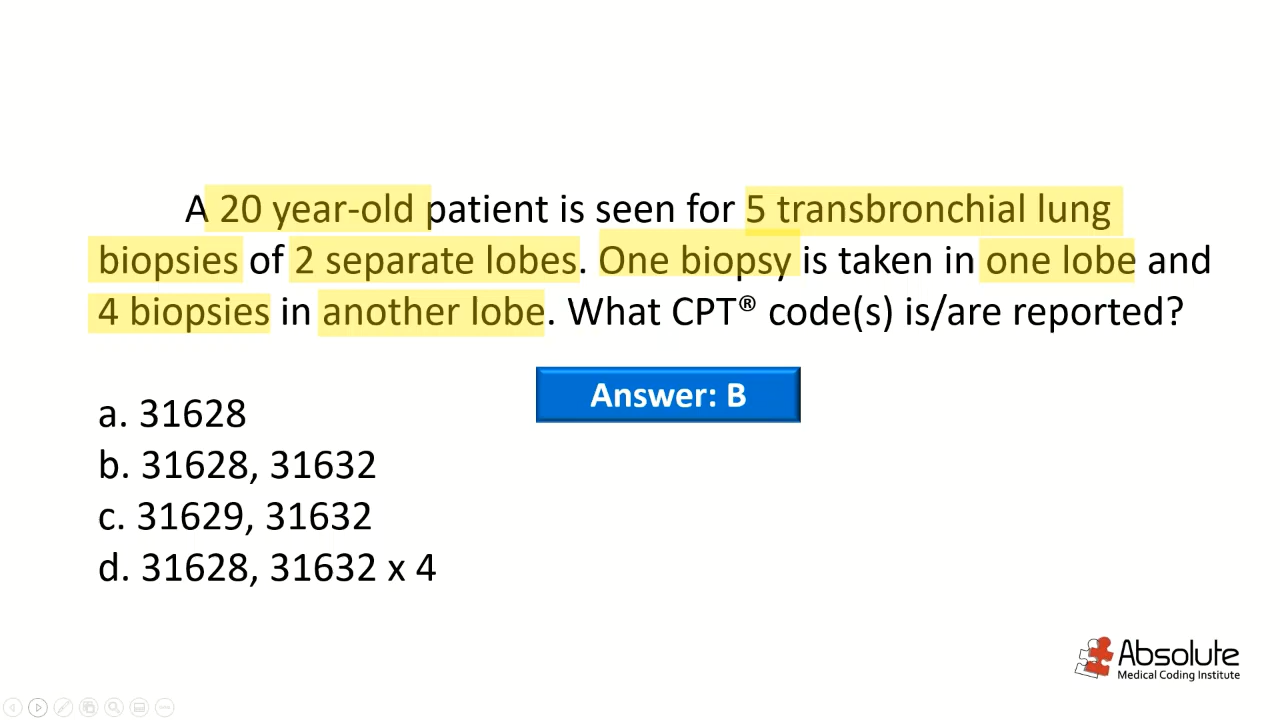 A 20 year-old patient is seen for 5 transbronchial lung
biopsies of 2 separate lobes. One biopsy is taken in one lobe and
4 biopsies in another lobe. What CPT® code(s) is/are reported?
Answer: B
a. 31628
b. 31628, 31632
c. 31629, 31632
d. 31628, 31632 x 4
Absolute
Medical Coding Institute